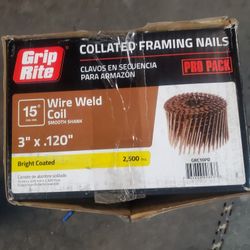 Grip Rite
COLLATED FRAMING NAILS
CLAVOS EN SECUENCIA
PARA ARMAZÓN
PRO PACK
15°
Wire Weld
Coil
SMOOTH SHANK
3" x .120"
Bright Coated
2,500